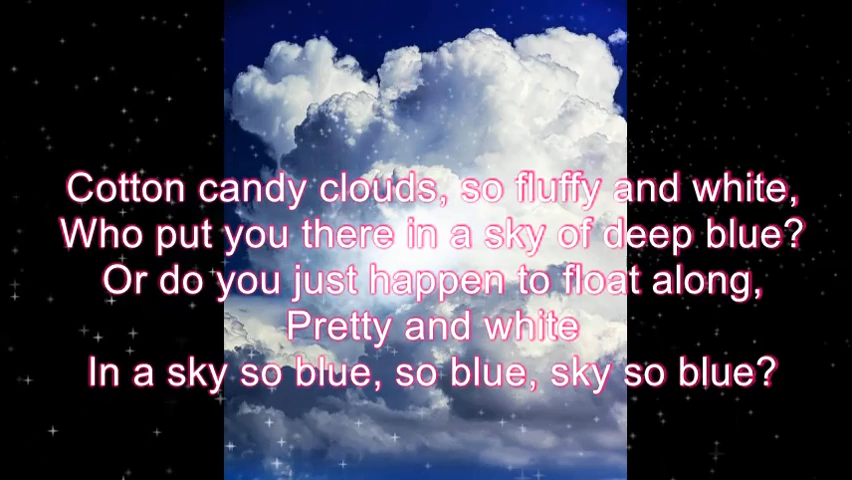 Cotton candy clouds, so fluffy and white,
Who put you there in a sky of deep blue?
Or do you just happen to float along,
Pretty and white
In a sky so blue, so blue, sky so blue?